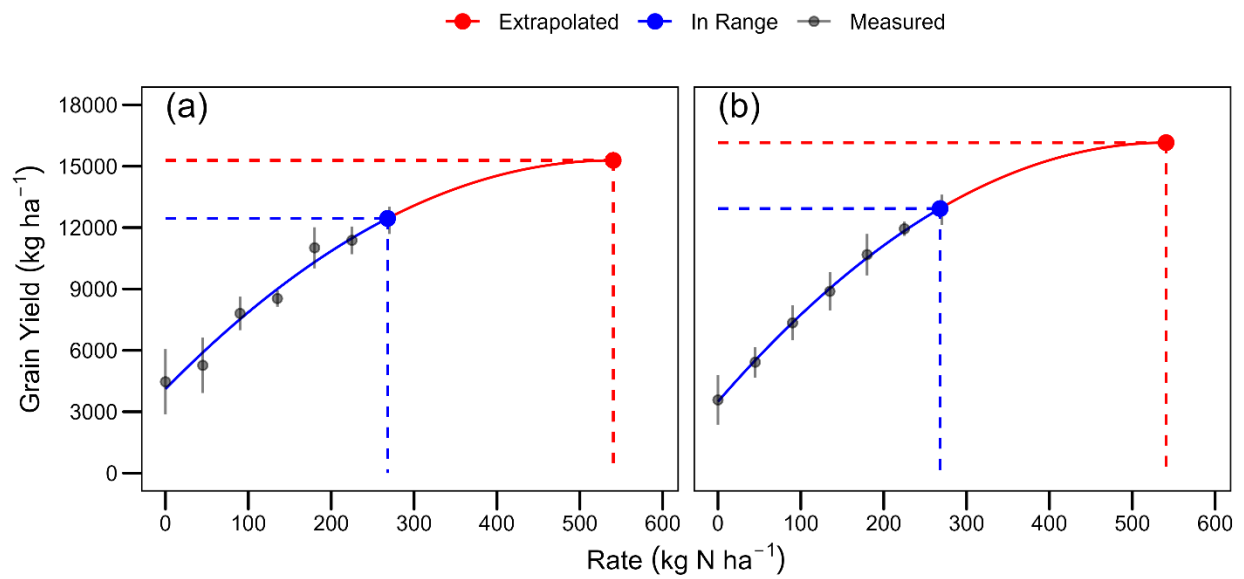 Extrapolated In Range Measured
(a) (b)
18000
15000
12000
9000
6000
3000
0
Grain Yield (kg ha⁻¹)
0 100 200 300 400 500 600 0 100 200 300 400 500 600
Rate (kg N ha⁻¹)